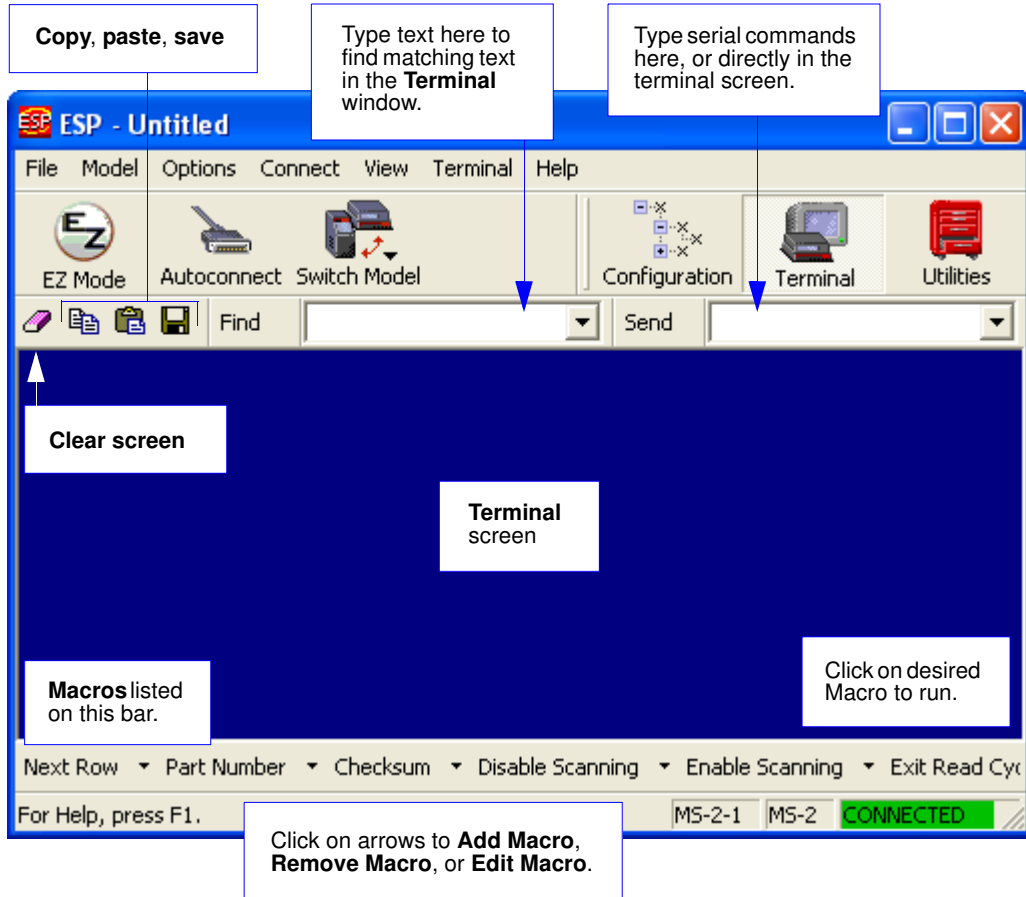 Copy, paste, save
Type text here to
find matching text
in the Terminal
window.
Type serial commands
here, or directly in the
terminal screen.
ESP
ESP - Untitled
File Model Options Connect View Terminal Help
EZ
EZ Mode Autoconnect Switch Model Configuration Terminal Utilities
Find Send
Clear screen
Terminal
screen
Macros listed
on this bar.
Click on desired
Macro to run.
Next Row Part Number Checksum Disable Scanning Enable Scanning Exit Read Cyc
For Help, press F1. MS-2-1 MS-2 CONNECTED
Click on arrows to Add Macro,
Remove Macro, or Edit Macro.